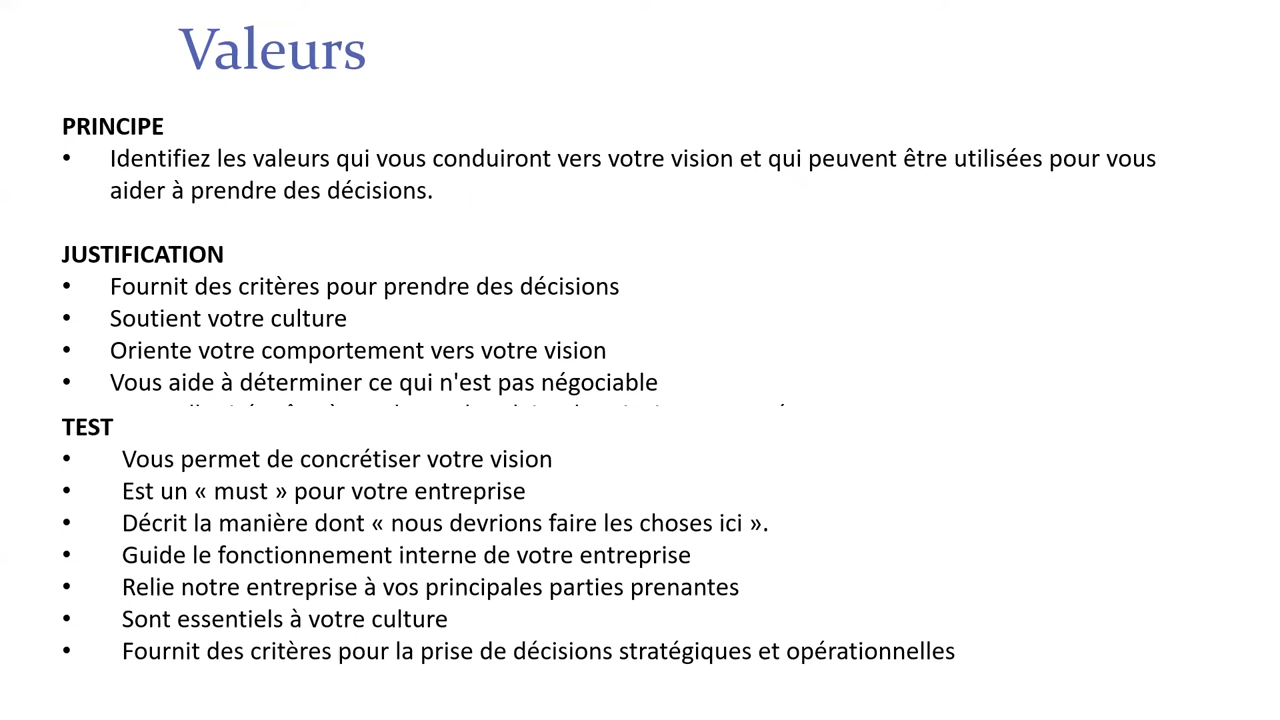 Valeurs
PRINCIPE
• Identifiez les valeurs qui vous conduiront vers votre vision et qui peuvent être utilisées pour vous
aider à prendre des décisions.
JUSTIFICATION
• Fournit des critères pour prendre des décisions
• Soutient votre culture
• Oriente votre comportement vers votre vision
• Vous aide à déterminer ce qui n'est pas négociable
TEST
• Vous permet de concrétiser votre vision
• Est un « must » pour votre entreprise
• Décrit la manière dont « nous devrions faire les choses ici ».
• Guide le fonctionnement interne de votre entreprise
• Relie notre entreprise à vos principales parties prenantes
• Sont essentiels à votre culture
• Fournit des critères pour la prise de décisions stratégiques et opérationnelles